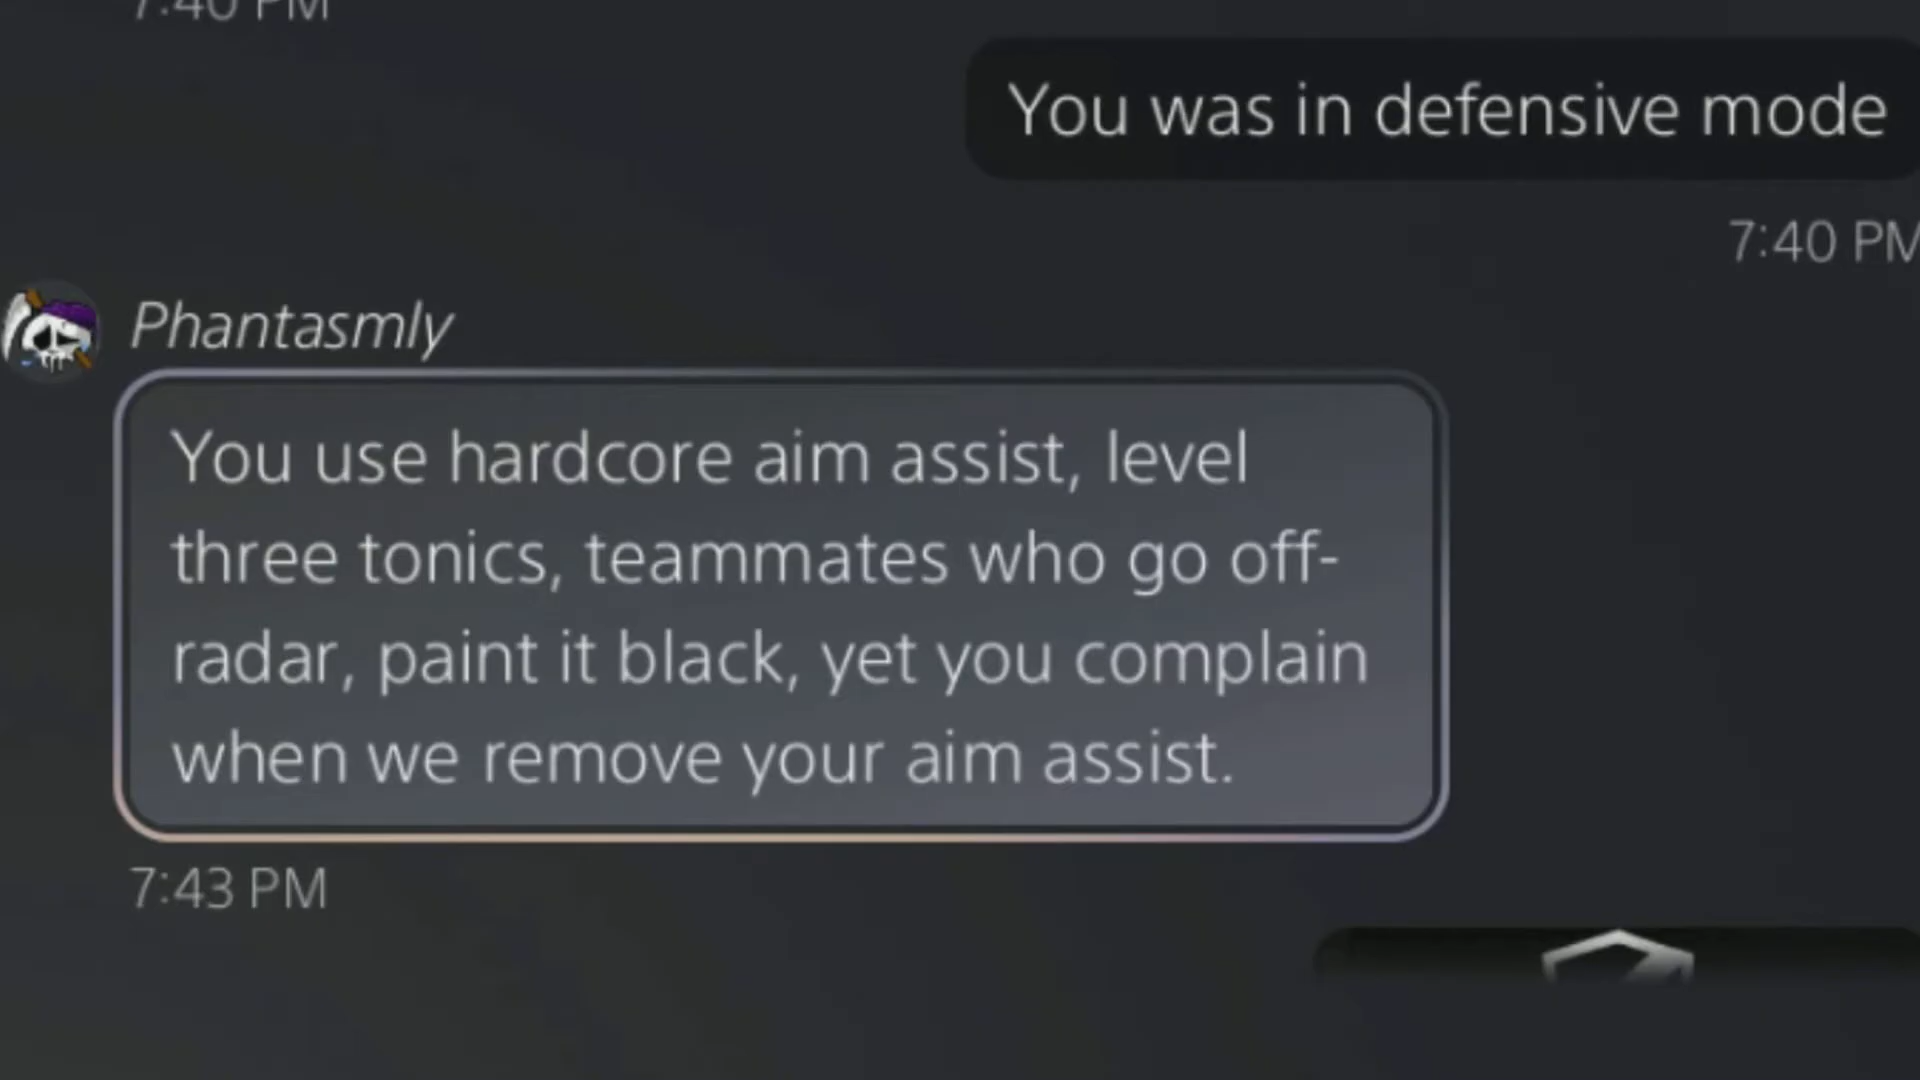 7:40 PM
You was in defensive mode
7:40 PM
Phantasmly
You use hardcore aim assist, level
three tonics, teammates who go off-
radar, paint it black, yet you complain
when we remove your aim assist.
7:43 PM